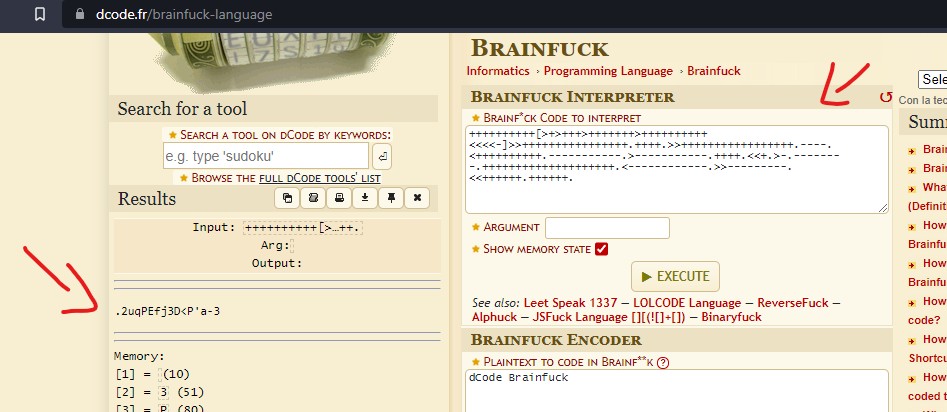 dcode.fr/brainfuck-language
BRAINFUCK
Informatics › Programming Language › Brainfuck
Search for a tool
SEARCH A TOOL ON DCODE BY KEYWORDS:
e.g. type 'sudoku'
BROWSE THE FULL DCODE TOOLS' LIST
Results
Input: ++++++++++[>…++.
Arg:
Output:
.2uqPEfj3D<P'a-3
Memory:
[1] = (10)
[2] = 3 (51)
[3] = P (80)
BRAINFUCK INTERPRETER
BRAINF*CK CODE TO INTERPRET
++++++++++[>+>+++>+++++++>++++++++++
<<<<-]>>++++++++++++++++.++++.>>+++++++++++++++++.----.
<++++++++++.-----------.>-----------.++++.<<+.>-.-------
-.++++++++++++++++++++.<------------.>>---------.
<<++++++.++++++.
ARGUMENT
SHOW MEMORY STATE
EXECUTE
See also: Leet Speak 1337 – LOLCODE Language – ReverseFuck –
Alphuck – JSFuck Language [][(![]+[]) – Binaryfuck
BRAINFUCK ENCODER
PLAINTEXT TO CODE IN BRAINF**K (?)
dCode Brainfuck
Sele
Con la tec
Sum
Brai
Brai
Wha
(Definit
How
Brainfu
How
Brainfu
How
code?
How
Shortcu
How
coded t